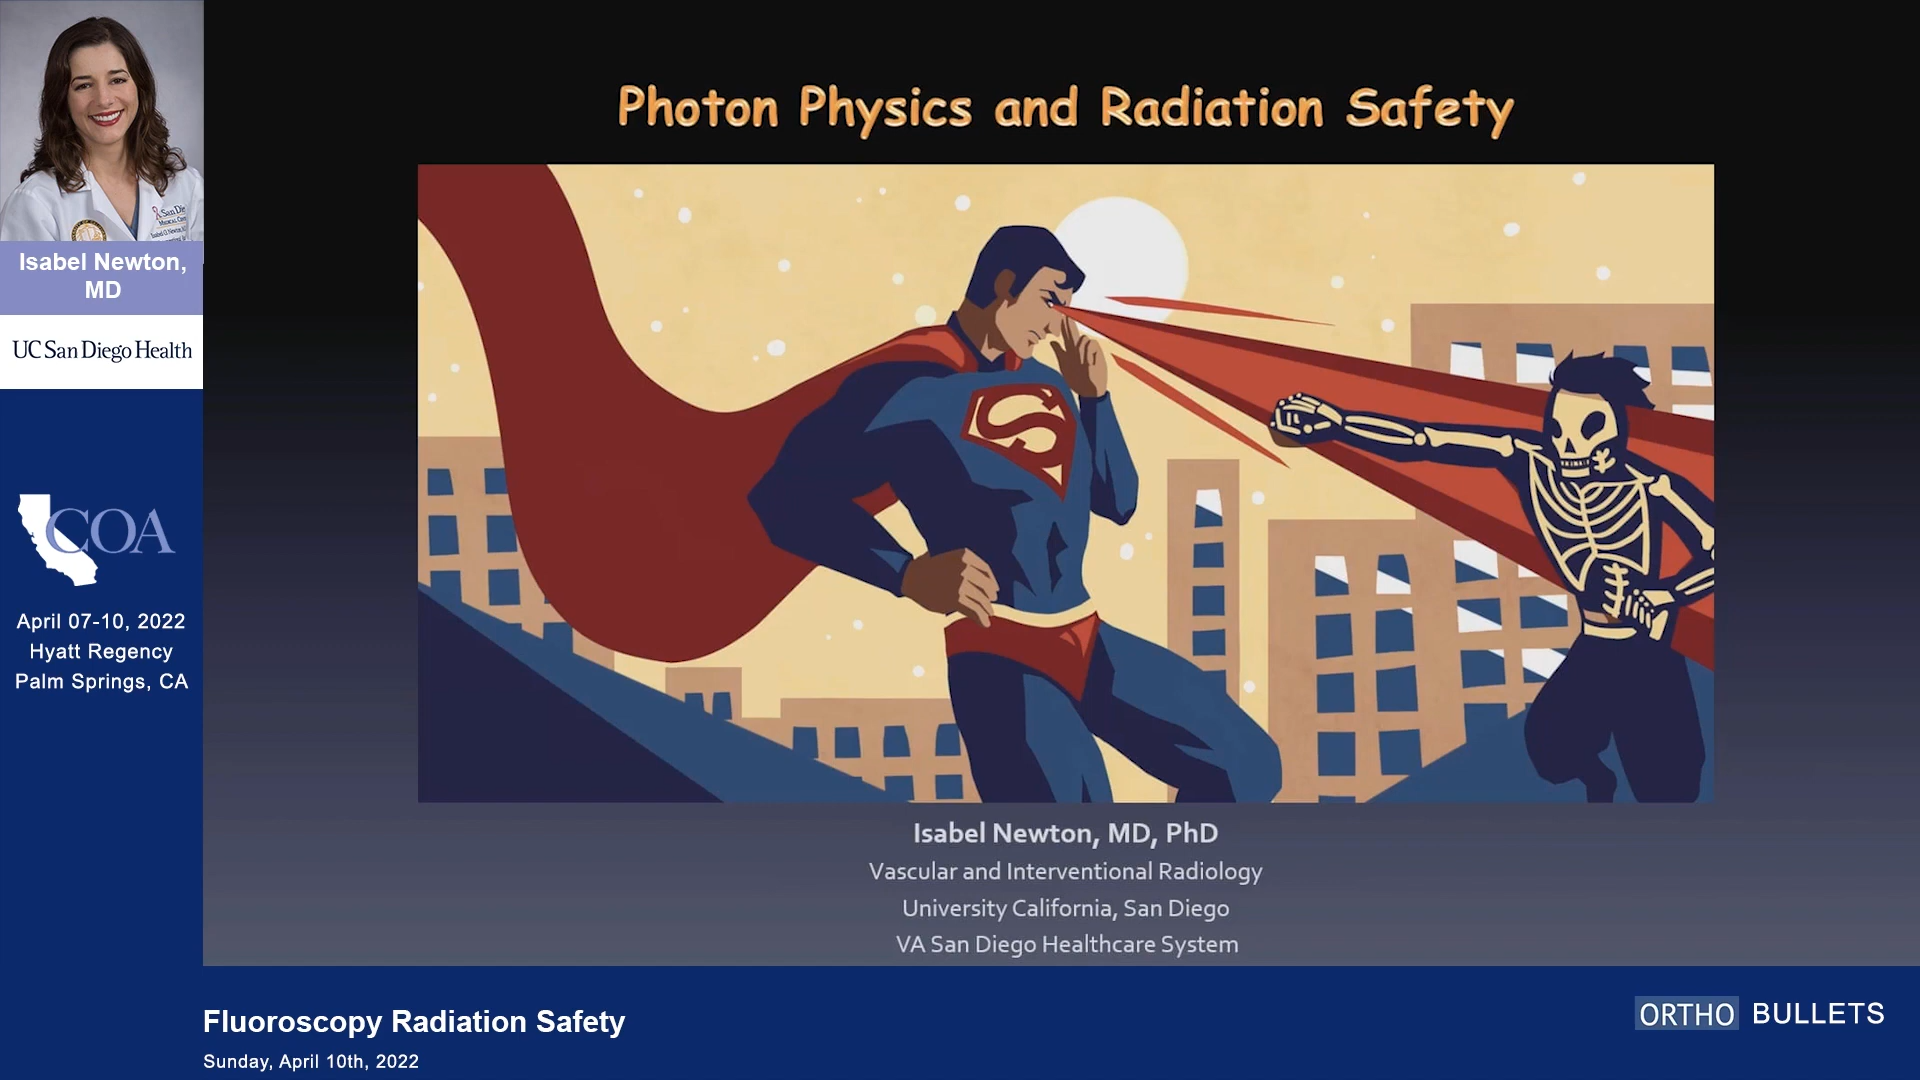 San Die
Isabel Newton,
MD
UC San Diego Health
COA
April 07-10, 2022
Hyatt Regency
Palm Springs, CA
Photon Physics and Radiation Safety
S
Isabel Newton, MD, PhD
Vascular and Interventional Radiology
University California, San Diego
VA San Diego Healthcare System
Fluoroscopy Radiation Safety
Sunday, April 10th, 2022
ORTHO BULLETS